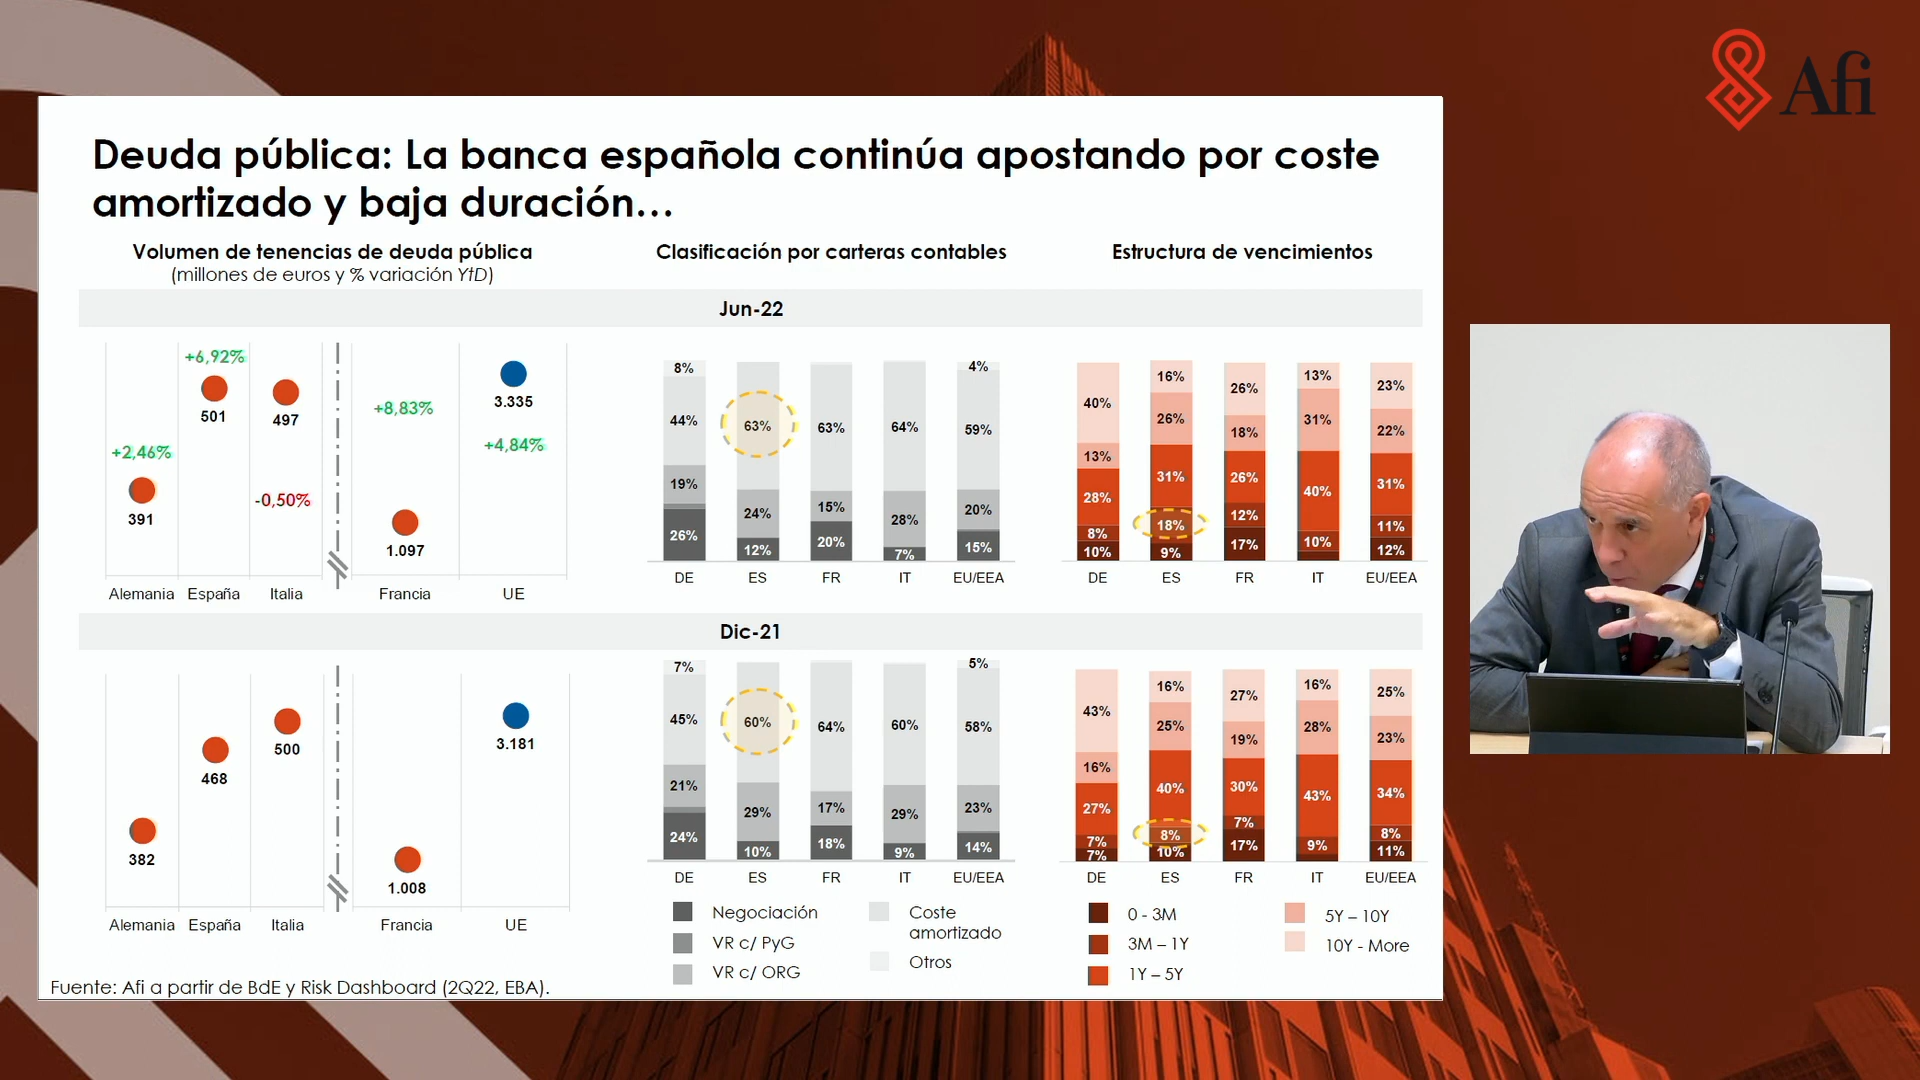 Afi
Deuda pública: La banca española continúa apostando por coste
amortizado y baja duración…
Volumen de tenencias de deuda pública
(millones de euros y % variación YtD)
Clasificación por carteras contables
Estructura de vencimientos
Jun-22
+6,92%
501
497
+2,46%
391
-0,50%
+8,83%
1.097
3.335
+4,84%
Alemania España Italia Francia UE
8% 4%
44% 63% 63% 64% 59%
19% 24% 15% 28% 20%
26% 12% 20% 7% 15%
DE ES FR IT EU/EEA
40% 16% 26% 13% 23%
13% 26% 18% 31% 22%
28% 31% 26% 40% 31%
8% 18% 12% 10% 11%
10% 9% 17% 12%
DE ES FR IT EU/EEA
Dic-21
382
468
500
1.008
3.181
Alemania España Italia Francia UE
7% 5%
45% 60% 64% 60% 58%
21% 29% 17% 29% 23%
24% 10% 18% 9% 14%
DE ES FR IT EU/EEA
43% 16% 27% 16% 25%
16% 25% 19% 28% 23%
27% 40% 30% 43% 34%
7% 8% 7% 9% 8%
7% 10% 17% 11%
DE ES FR IT EU/EEA
Negociación
VR c/ PyG
VR c/ ORG
Coste
amortizado
Otros
0 - 3M
3M – 1Y
1Y – 5Y
5Y – 10Y
10Y - More
Fuente: Afi a partir de BdE y Risk Dashboard (2Q22, EBA).